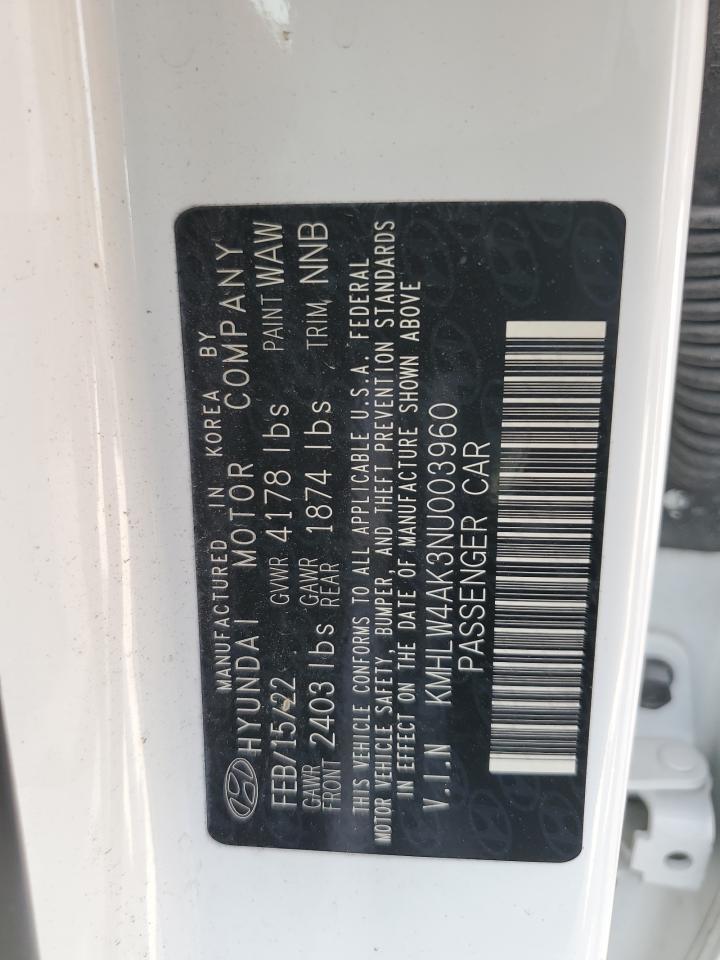 MANUFACTURED IN KOREA BY
HYUNDAI MOTOR COMPANY
FEB/15/22 GVWR 4178 lbs PAINT WAW
GAWR FRONT 2403 lbs GAWR REAR 1874 lbs TRIM NNB
THIS VEHICLE CONFORMS TO ALL APPLICABLE U.S.A. FEDERAL
MOTOR VEHICLE SAFETY, BUMPER, AND THEFT PREVENTION STANDARDS
IN EFFECT ON THE DATE OF MANUFACTURE SHOWN ABOVE
V.I.N KMHLW4AK3NU003960
PASSENGER CAR